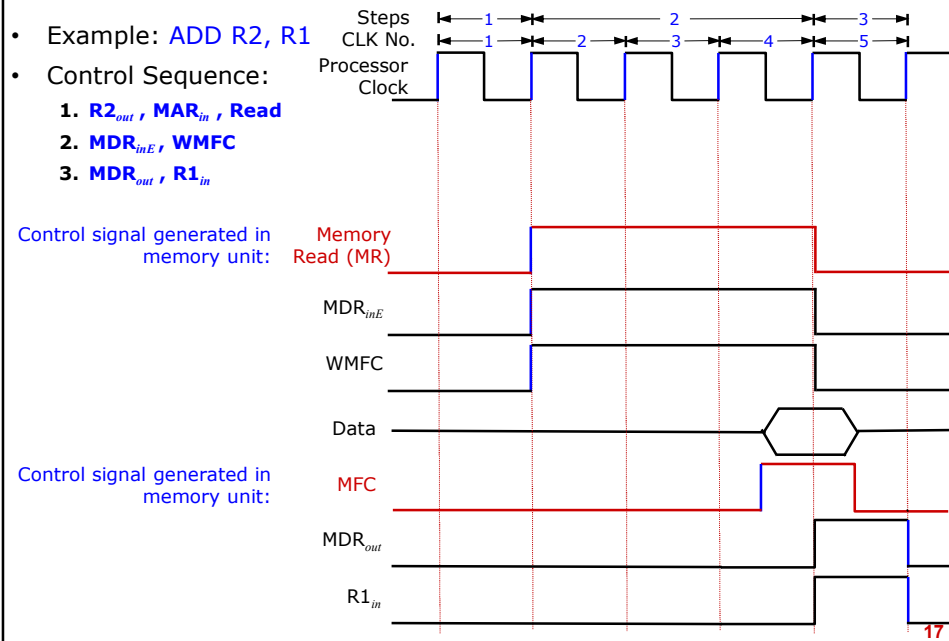 • Example: ADD R2, R1
• Control Sequence:
1. R2out , MARin , Read
2. MDRinE , WMFC
3. MDRout , R1in
Steps 1 2 3
CLK No. 1 2 3 4 5
Processor
Clock
Control signal generated in
memory unit:
Memory
Read (MR)
MDRinE
WMFC
Data
Control signal generated in
memory unit:
MFC
MDRout
R1in
17